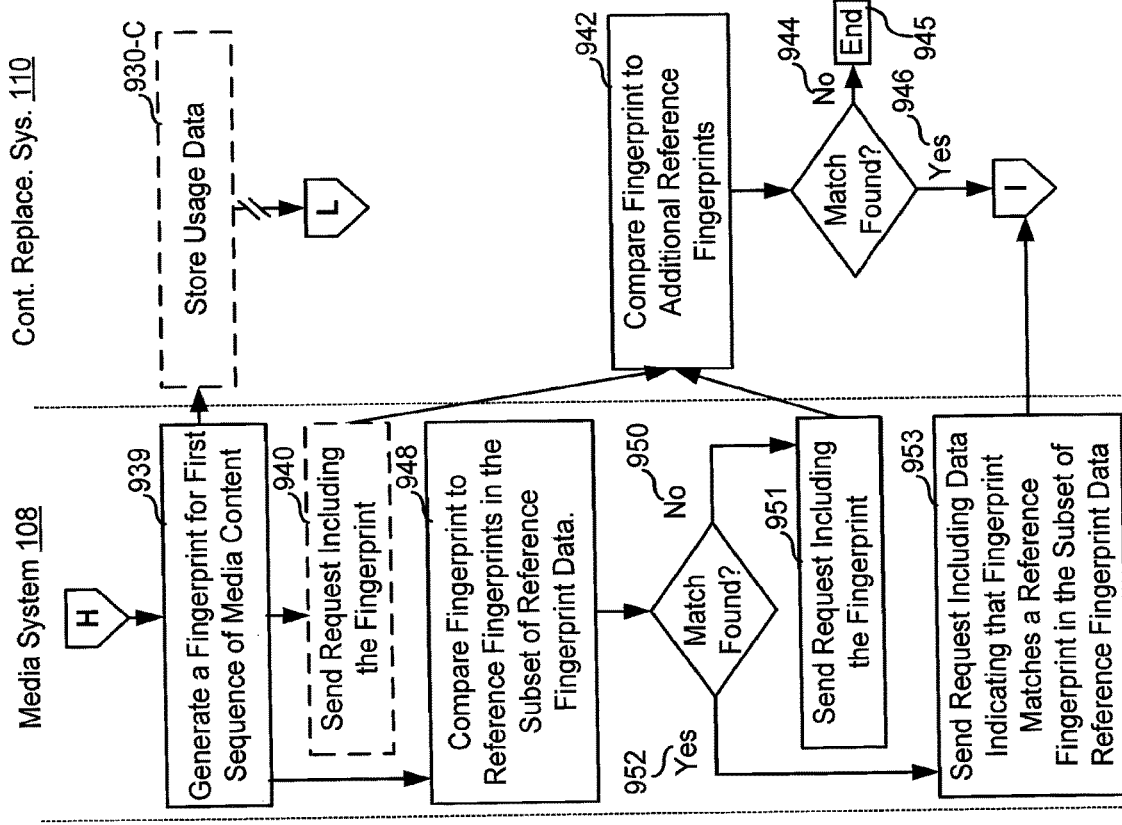 Media System 108
H
939
Generate a Fingerprint for First
Sequence of Media Content
940
Send Request Including
the Fingerprint
948
Compare Fingerprint to
Reference Fingerprints in the
Subset of Reference
Fingerprint Data.
Match
Found?
950
No
952
Yes
951
Send Request Including
the Fingerprint
953
Send Request Including Data
Indicating that Fingerprint
Matches a Reference
Fingerprint in the Subset of
Reference Fingerprint Data
Cont. Replace. Sys. 110
930-C
Store Usage Data
L
942
Compare Fingerprint to
Additional Reference
Fingerprints
Match
Found?
944
No
End
945
946
Yes
I